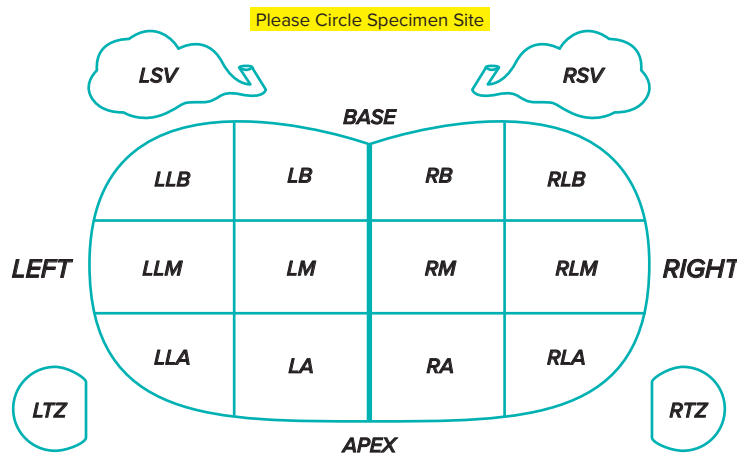 Please Circle Specimen Site
LSV RSV
BASE
LLB LB RB RLB
LEFT LLM LM RM RLM RIGHT
LLA LA RA RLA
LTZ RTZ
APEX